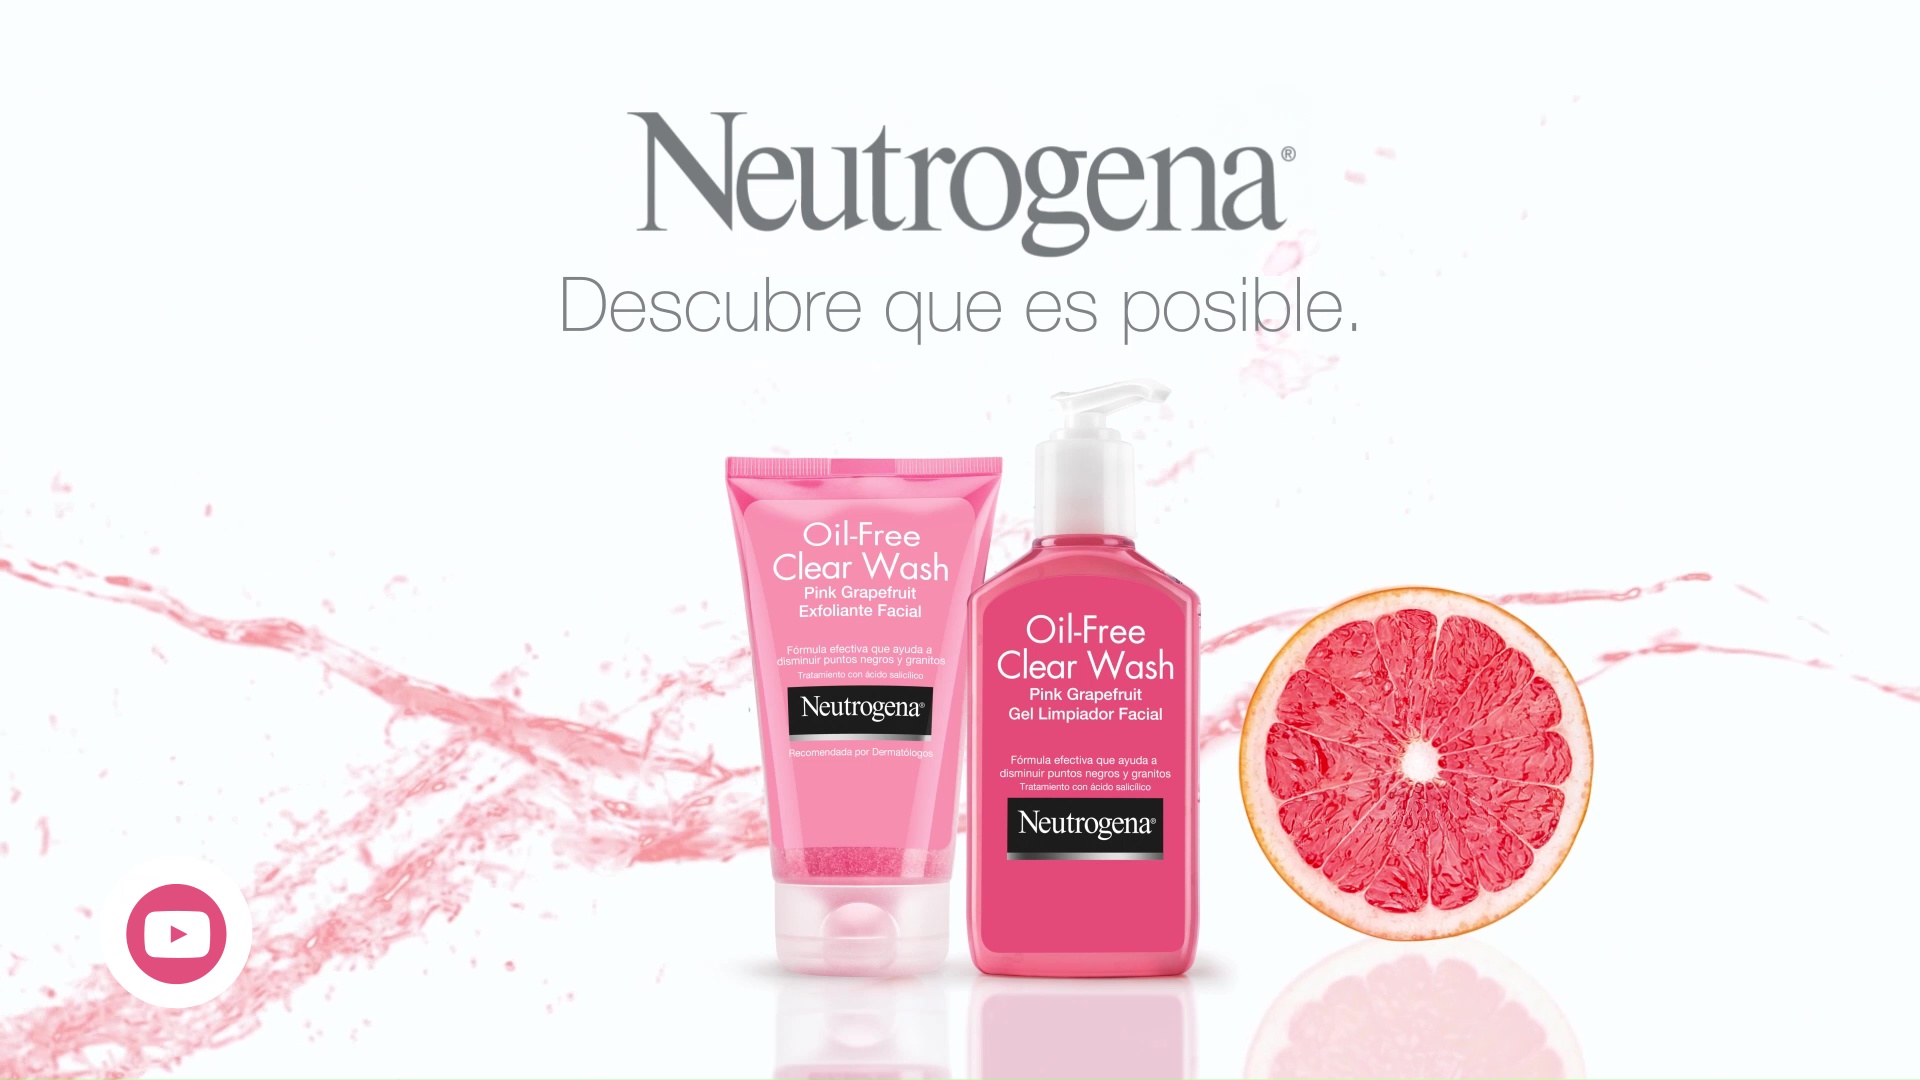 Neutrogena®
Descubre que es posible.
Oil-Free
Clear Wash
Pink Grapefruit
Exfoliante Facial
Fórmula efectiva que ayuda a
disminuir puntos negros y granitos
Tratamiento con ácido salicílico
Neutrogena®
Recomendada por Dermatólogos
Oil-Free
Clear Wash
Pink Grapefruit
Gel Limpiador Facial
Fórmula efectiva que ayuda a
disminuir puntos negros y granitos
Tratamiento con ácido salicílico
Neutrogena®